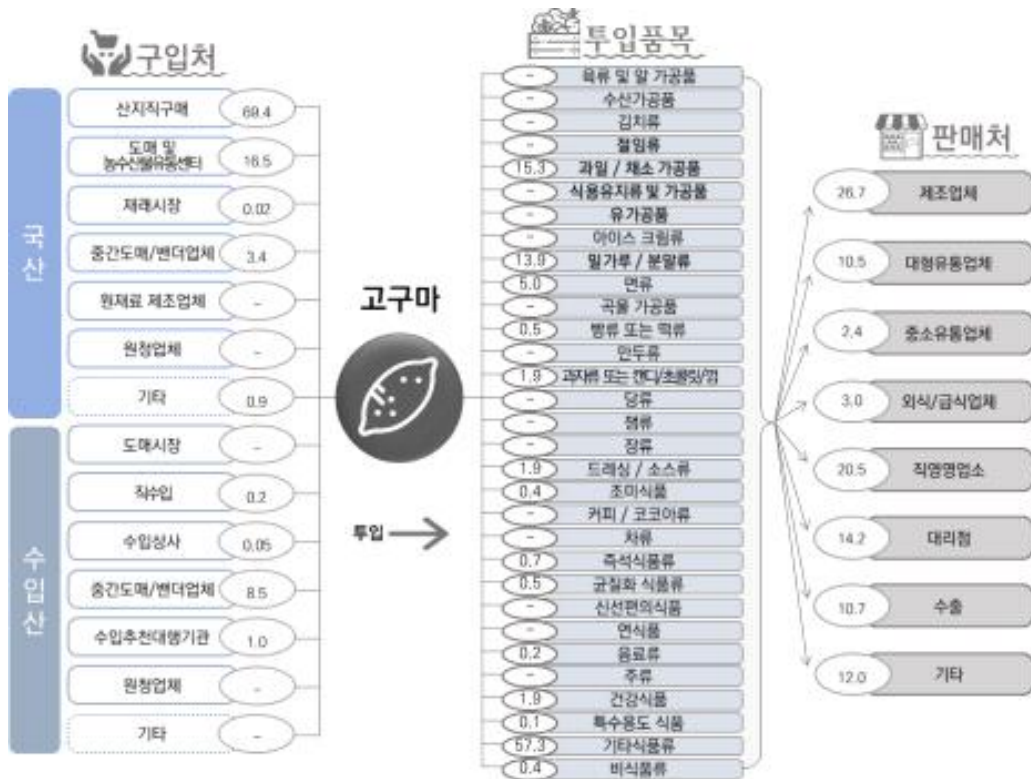 구입처
국산
산지직구매 69.4
도매 및
농수산물유통센터 16.5
재래시장 0.02
중간도매/밴더업체 3.4
원재료 제조업체 -
원청업체 -
기타 0.9
수입산
도매시장 -
직수입 0.2
수입상사 0.05
중간도매/밴더업체 8.5
수입추천대행기관 1.0
원청업체 -
기타 -
고구마
투입
투입품목
- 육류 및 알 가공품
- 수산가공품
- 김치류
- 절임류
15.3 과일 / 채소 가공품
- 식용유지류 및 가공품
- 유가공품
- 아이스 크림류
13.9 밀가루 / 분말류
5.0 면류
- 곡물 가공품
0.5 빵류 또는 떡류
- 만두류
1.9 과자류 또는 캔디/초콜릿/껌
- 당류
- 잼류
- 장류
1.9 드레싱 / 소스류
0.4 조미식품
- 커피 / 코코아류
- 차류
0.7 즉석식품류
0.5 균질화 식품류
- 신선편의식품
- 연식품
0.2 음료류
- 주류
1.9 건강식품
0.1 특수용도 식품
57.3 기타식품류
0.4 비식품류
판매처
26.7 제조업체
10.5 대형유통업체
2.4 중소유통업체
3.0 외식/급식업체
20.5 직영영업소
14.2 대리점
10.7 수출
12.0 기타